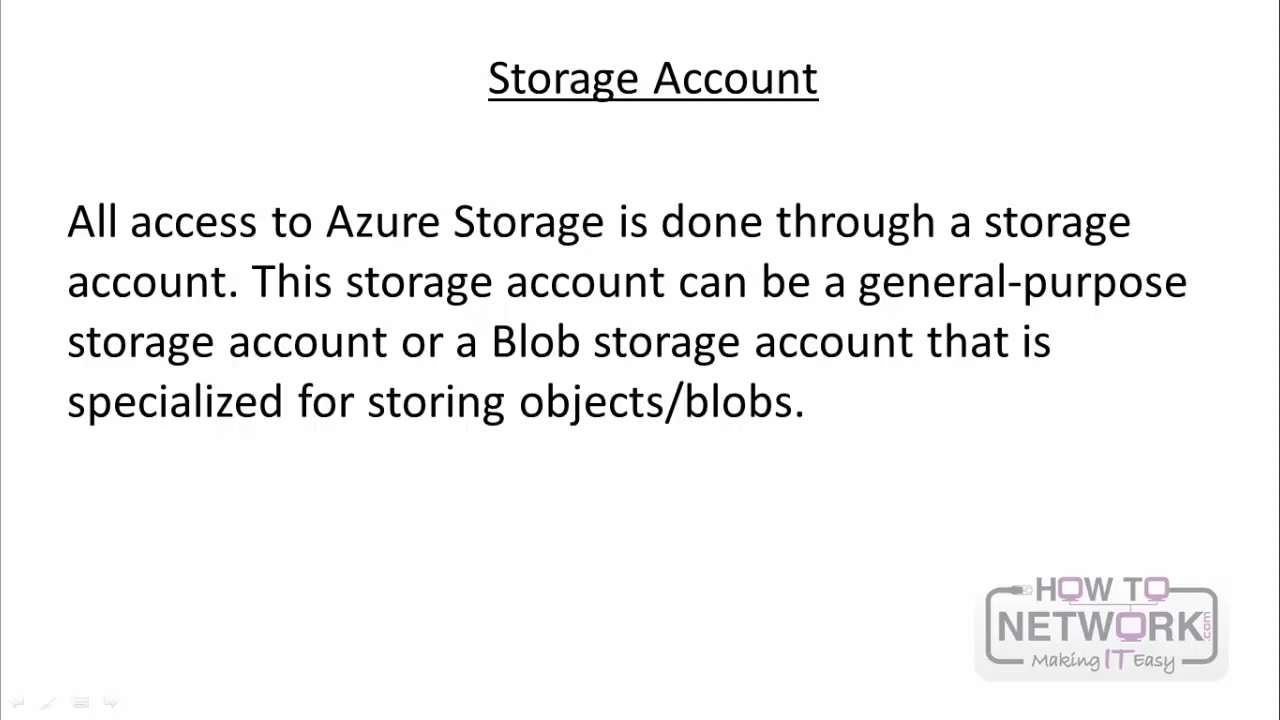 Storage Account
All access to Azure Storage is done through a storage
account. This storage account can be a general-purpose
storage account or a Blob storage account that is
specialized for storing objects/blobs.
HOW TO
NETWORK.com
Making IT Easy